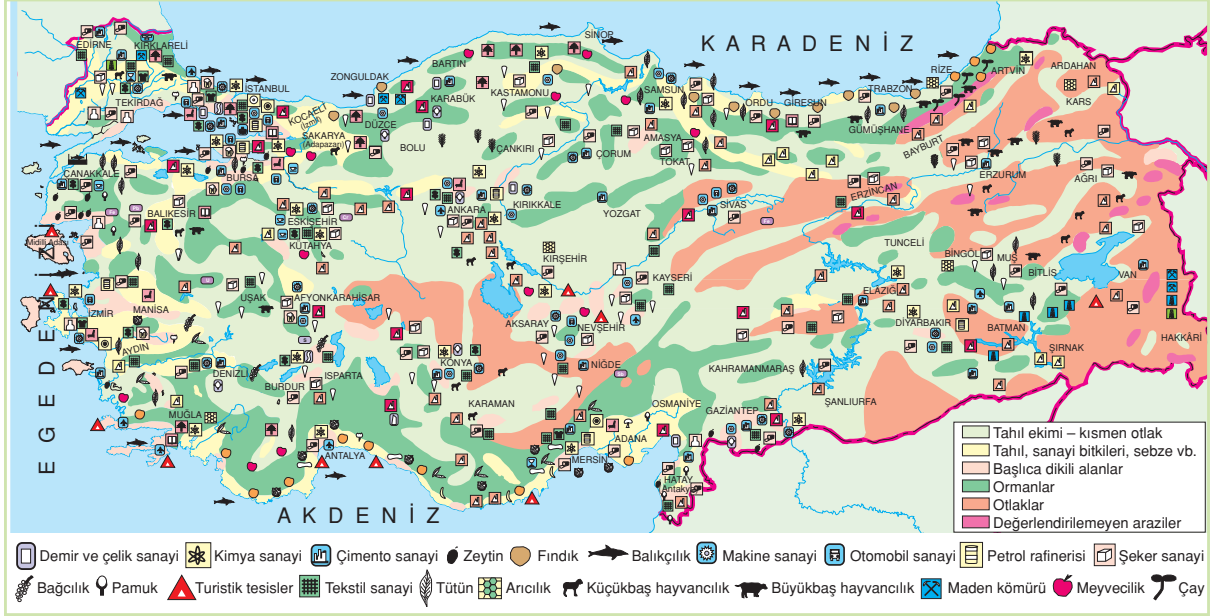 KARADENİZ
SİNOP
EDİRNE
KIRKLARELİ
BARTIN
ZONGULDAK
KASTAMONU
RİZE
ARTVİN
ARDAHAN
TEKİRDAĞ
İSTANBUL
KARABÜK
SAMSUN
ORDU
GİRESUN
TRABZON
KARS
KOCAELİ
(İzmit)
SAKARYA
(Adapazarı)
DÜZCE
BOLU
ÇANKIRI
ÇORUM
AMASYA
TOKAT
GÜMÜŞHANE
BAYBURT
ÇANAKKALE
BURSA
ERZURUM
AĞRI
BALIKESİR
ESKİŞEHİR
ANKARA
KIRIKKALE
YOZGAT
SİVAS
ERZİNCAN
Midilli Adası
KÜTAHYA
TUNCELİ
BİNGÖL
MUŞ
BİTLİS
VAN
KIRŞEHİR
KAYSERİ
MANİSA
UŞAK
AFYONKARAHİSAR
ELAZIĞ
İZMİR
AKSARAY
NEVŞEHİR
DİYARBAKIR
BATMAN
HAKKÂRİ
AYDIN
DENİZLİ
BURDUR
ISPARTA
KONYA
NİĞDE
KAHRAMANMARAŞ
ŞIRNAK
MUĞLA
KARAMAN
OSMANİYE
GAZİANTEP
ŞANLIURFA
ANTALYA
MERSİN
ADANA
HATAY
(Antakya)
EGE DENİZİ
AKDENİZ
Tahıl ekimi – kısmen otlak
Tahıl, sanayi bitkileri, sebze vb.
Başlıca dikili alanlar
Ormanlar
Otlaklar
Değerlendirilemeyen araziler
Demir ve çelik sanayi Kimya sanayi Çimento sanayi Zeytin Fındık Balıkçılık Makine sanayi Otomobil sanayi Petrol rafinerisi Şeker sanayi
Bağcılık Pamuk Turistik tesisler Tekstil sanayi Tütün Arıcılık Küçükbaş hayvancılık Büyükbaş hayvancılık Maden kömürü Meyvecilik Çay